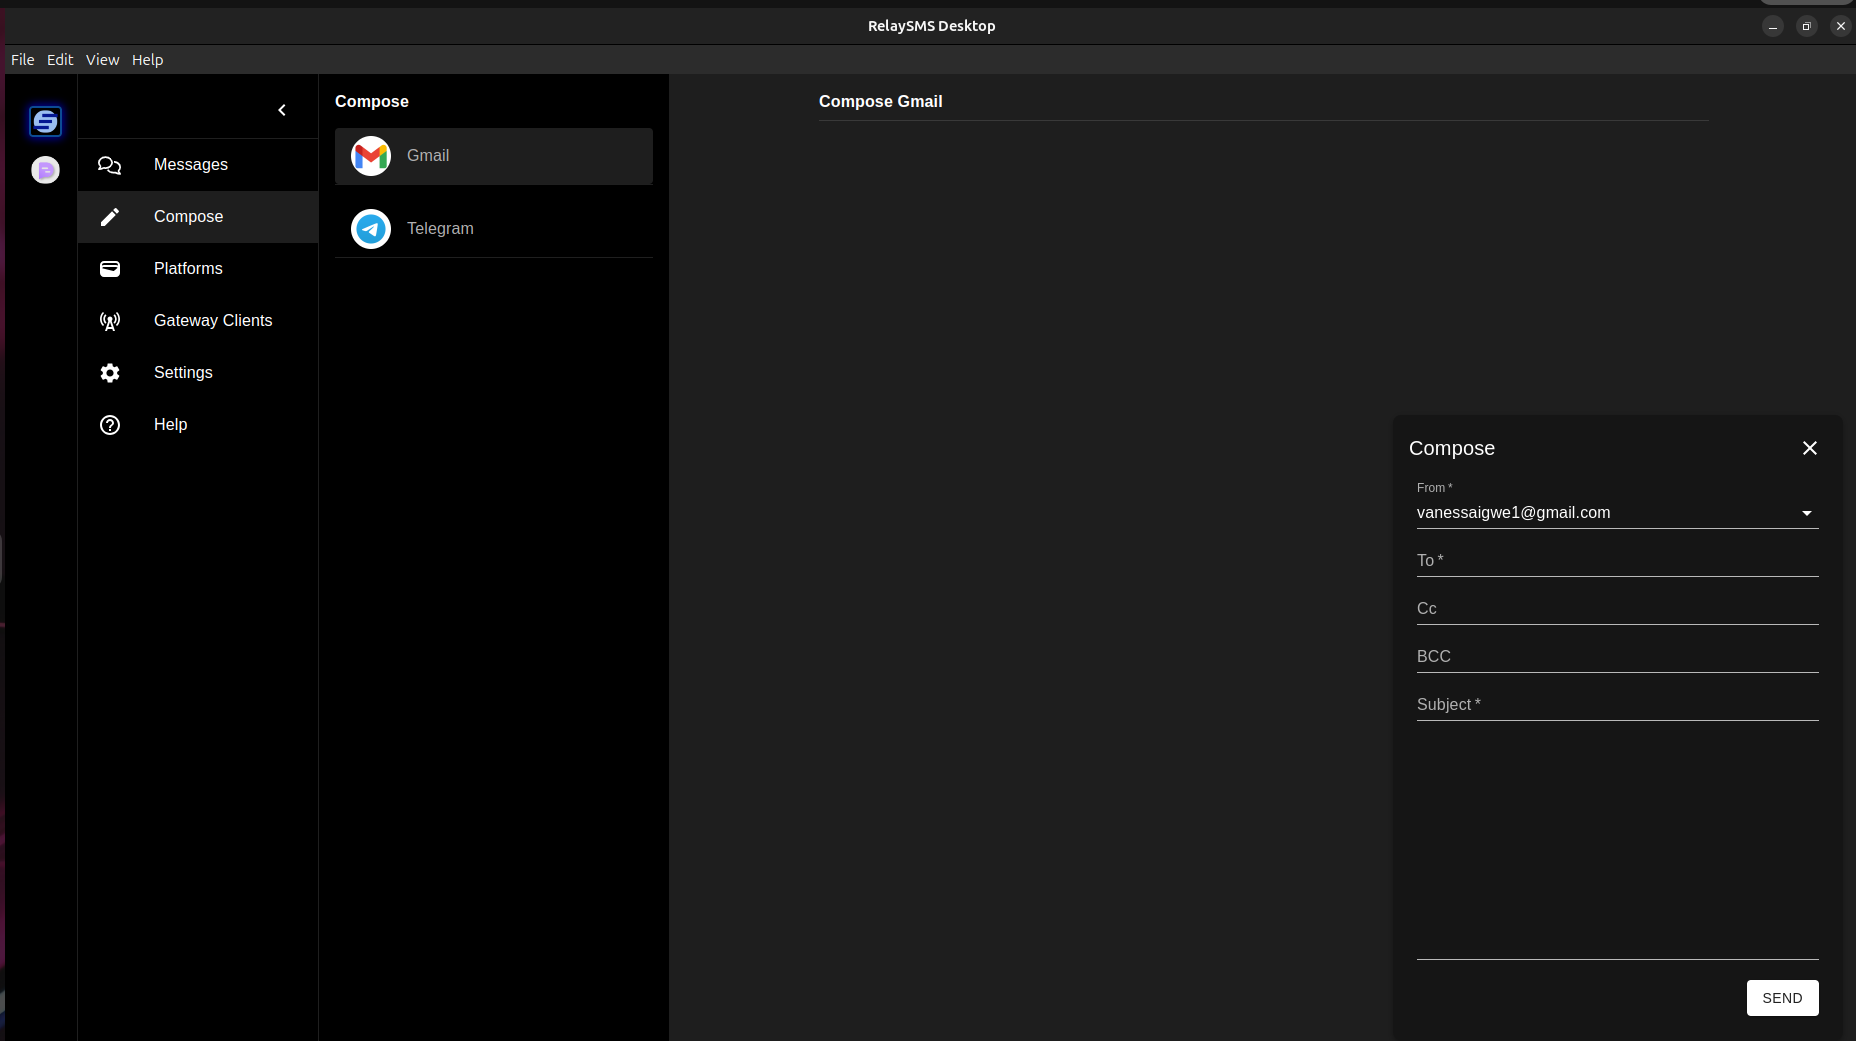 RelaySMS Desktop
File Edit View Help
Messages
Compose
Platforms
Gateway Clients
Settings
Help
Compose
Gmail
Telegram
Compose Gmail
Compose
From *
vanessaigwe1@gmail.com
To *
Cc
BCC
Subject *
SEND